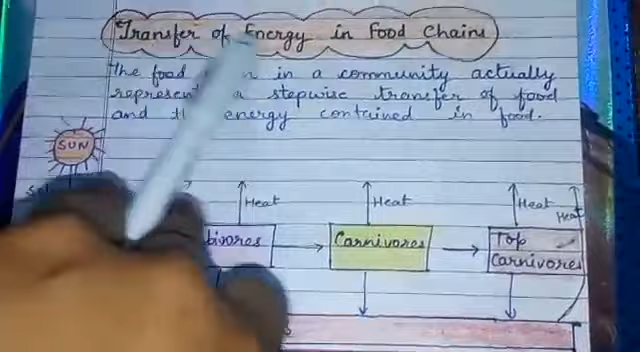 Transfer of Energy in Food Chains
The food in a community actually
represent stepwise transfer of food
and energy contained in food.
SUN
Heat Heat Heat Heat
Carnivores Top
Carnivores